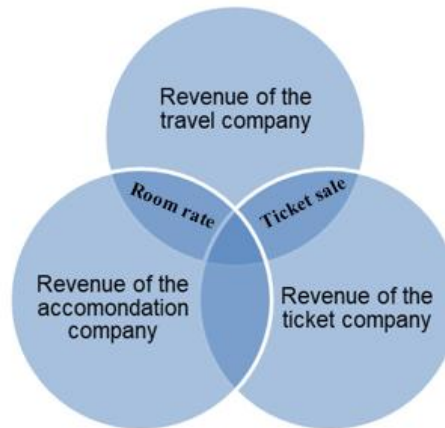 Revenue of the
travel company
Room rate
Ticket sale
Revenue of the
accomondation
company
Revenue of the
ticket company